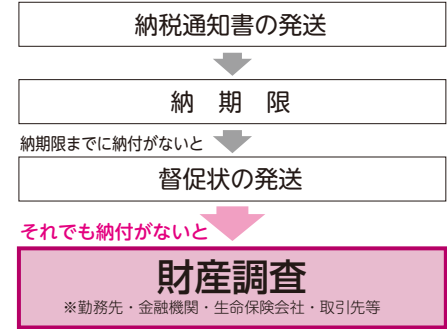 納税通知書の発送
納　期　限
納期限までに納付がないと
督促状の発送
それでも納付がないと
財産調査
※勤務先・金融機関・生命保険会社・取引先等